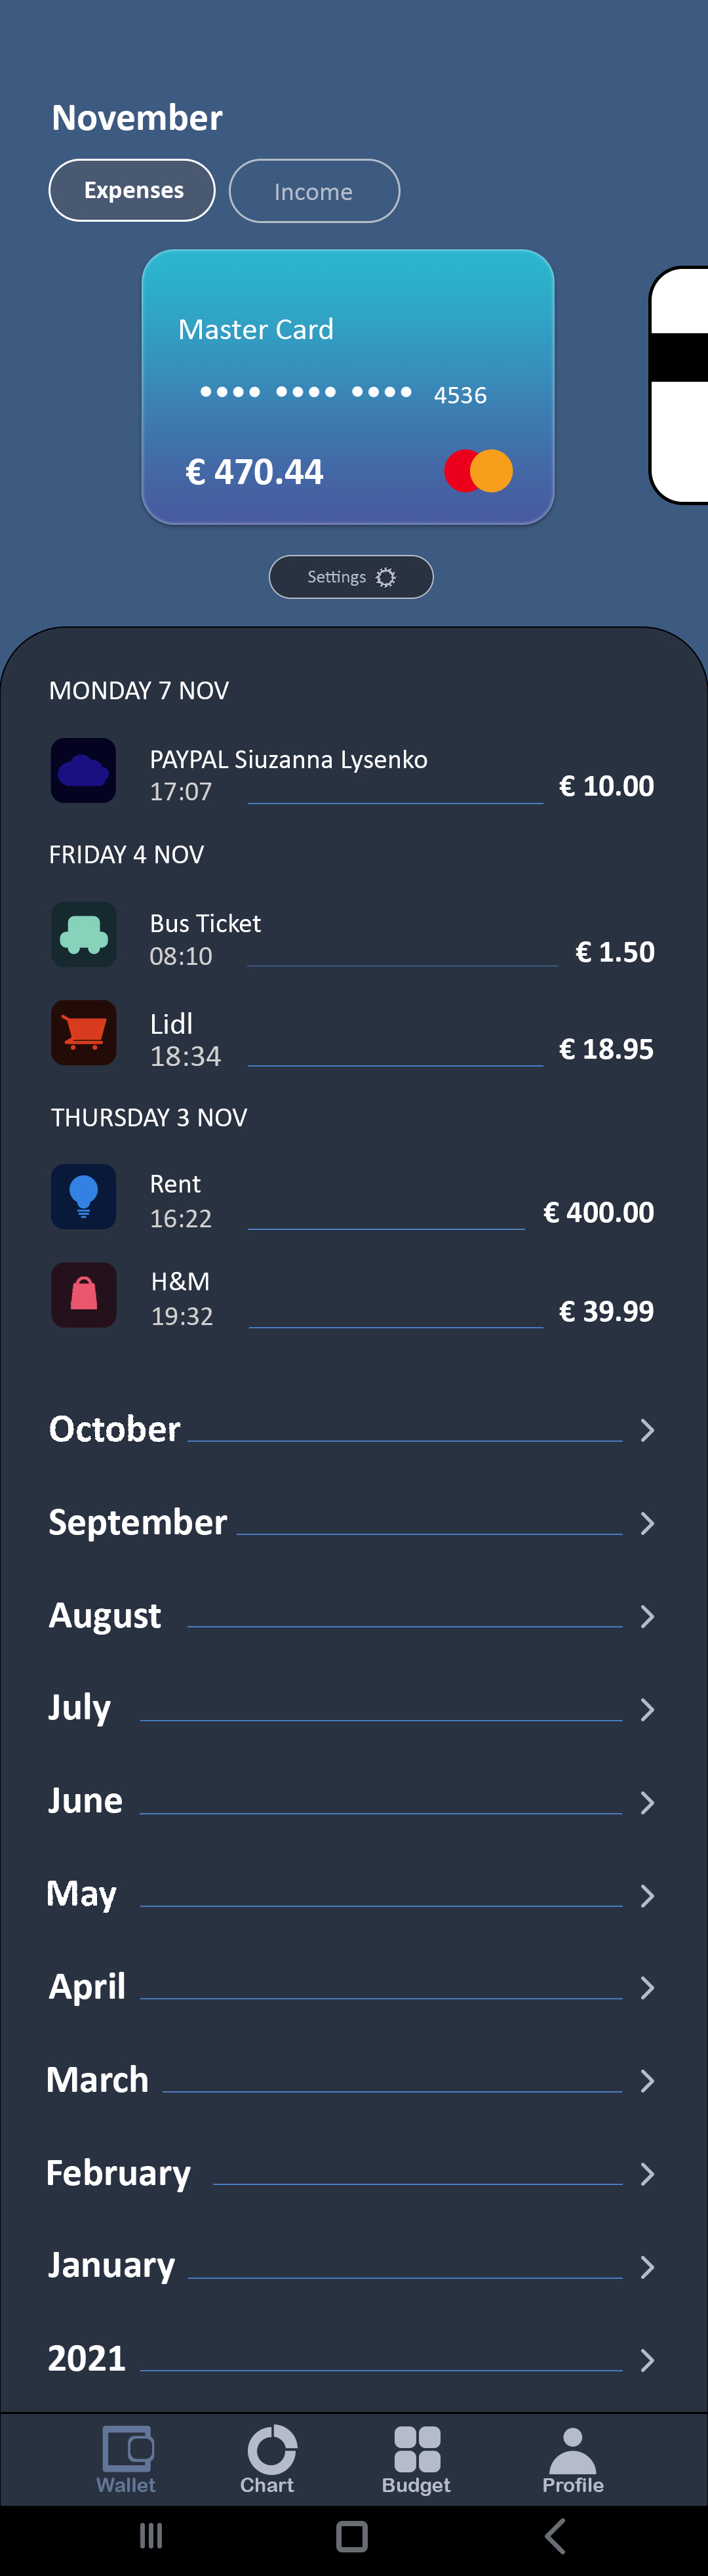 November
Expenses
Income
Master Card
•••• •••• •••• 4536
€ 470.44
Settings
MONDAY 7 NOV
PAYPAL Siuzanna Lysenko
17:07
€ 10.00
FRIDAY 4 NOV
Bus Ticket
08:10
€ 1.50
Lidl
18:34
€ 18.95
THURSDAY 3 NOV
Rent
16:22
€ 400.00
H&M
19:32
€ 39.99
October
September
August
July
June
May
April
March
February
January
2021
Wallet
Chart
Budget
Profile